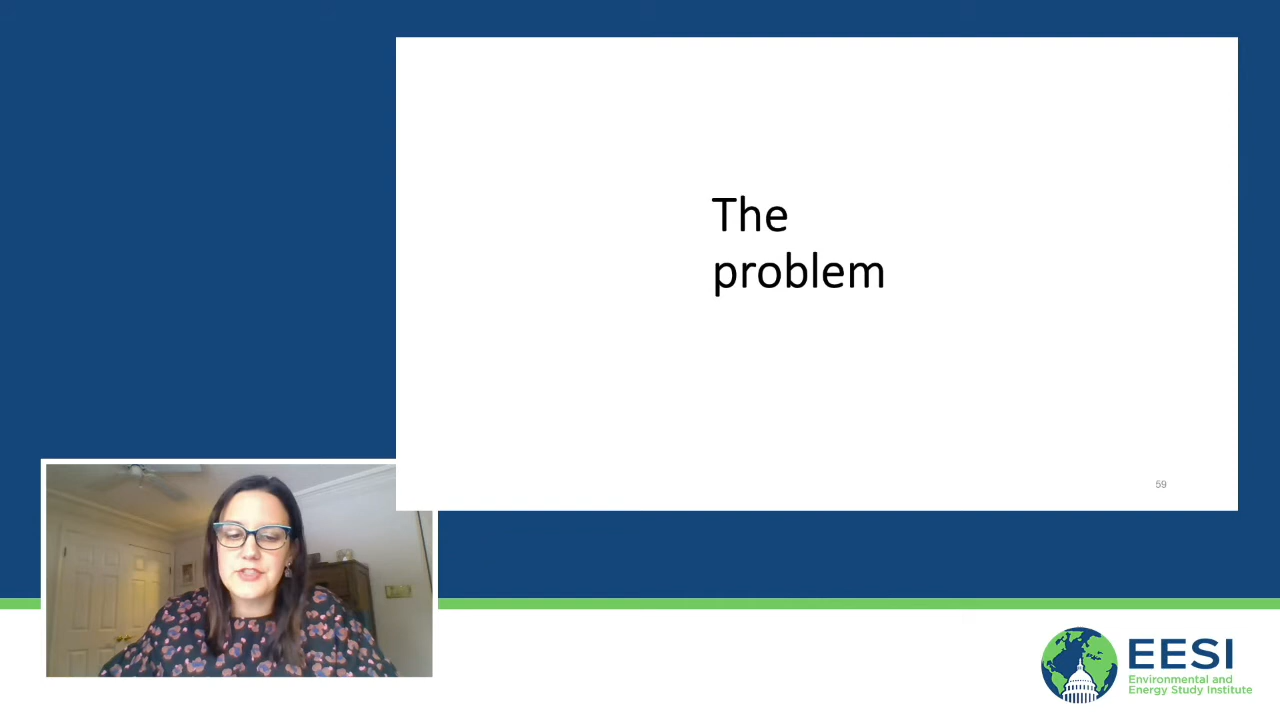 The
problem
59
EESI
Environmental and
Energy Study Institute